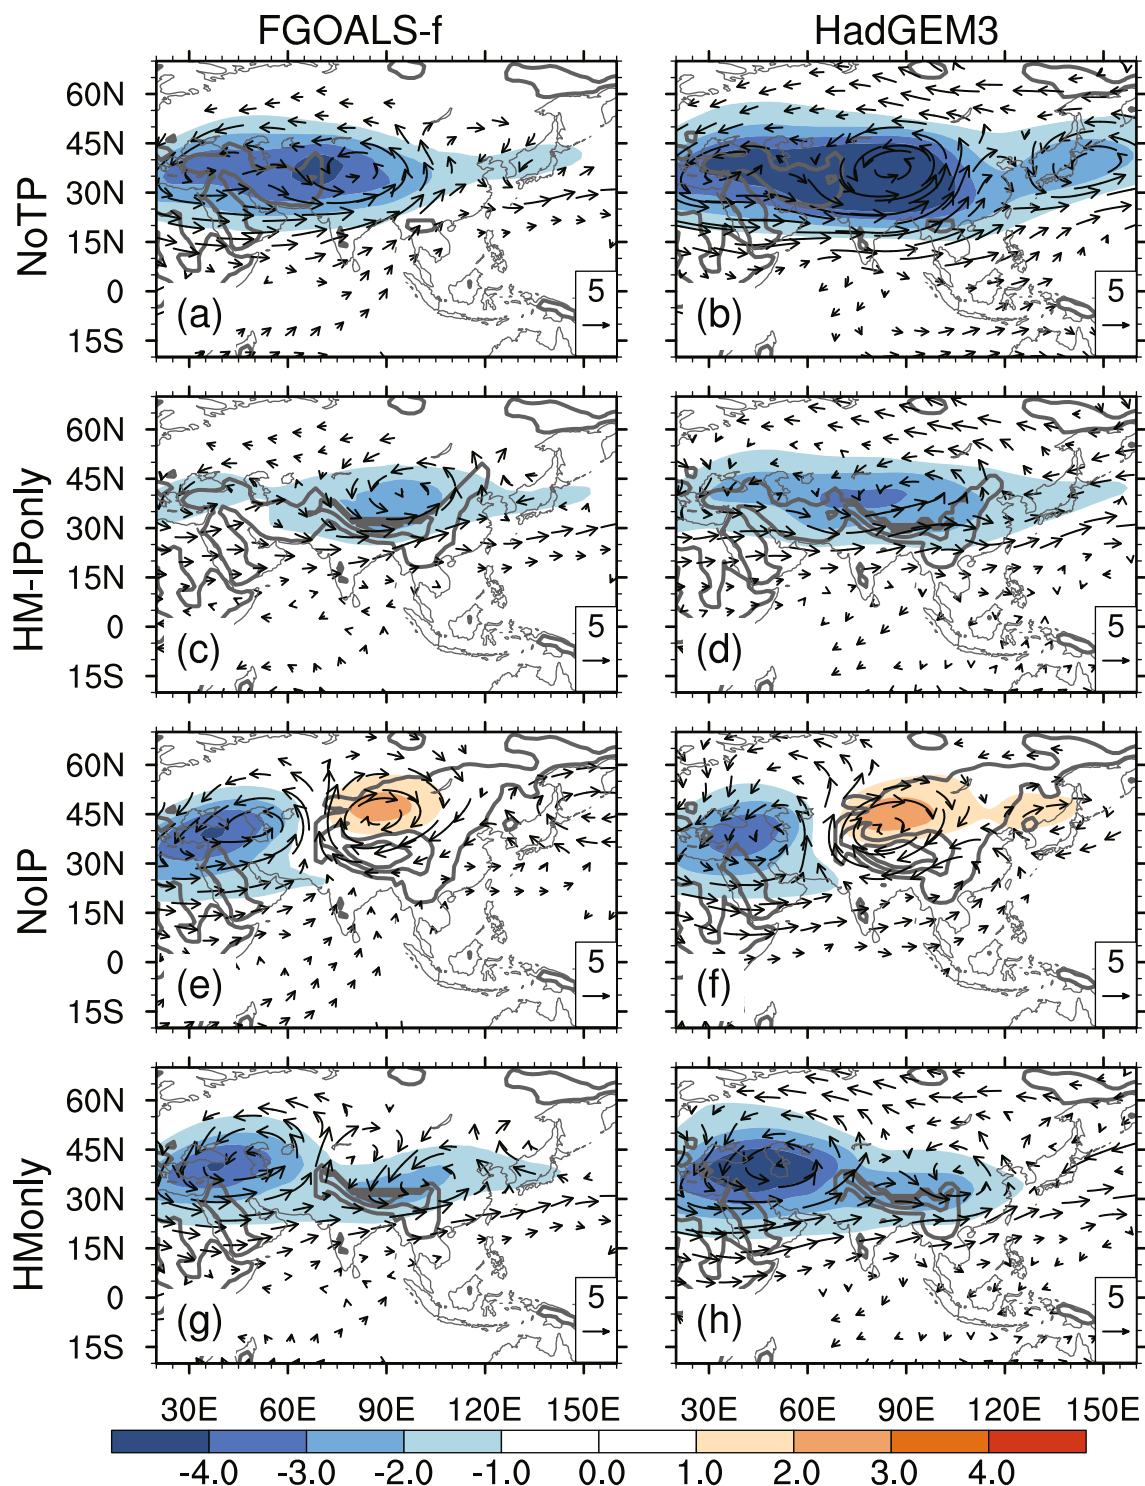 FGOALS-f HadGEM3
NoTP
60N
45N
30N
15N
0
15S
(a) 5
(b) 5
HM-IPonly
60N
45N
30N
15N
0
15S
(c) 5
(d) 5
NoIP
60N
45N
30N
15N
0
15S
(e) 5
(f) 5
HMonly
60N
45N
30N
15N
0
15S
(g) 5
(h) 5
30E 60E 90E 120E 150E 30E 60E 90E 120E 150E
-4.0 -3.0 -2.0 -1.0 0.0 1.0 2.0 3.0 4.0